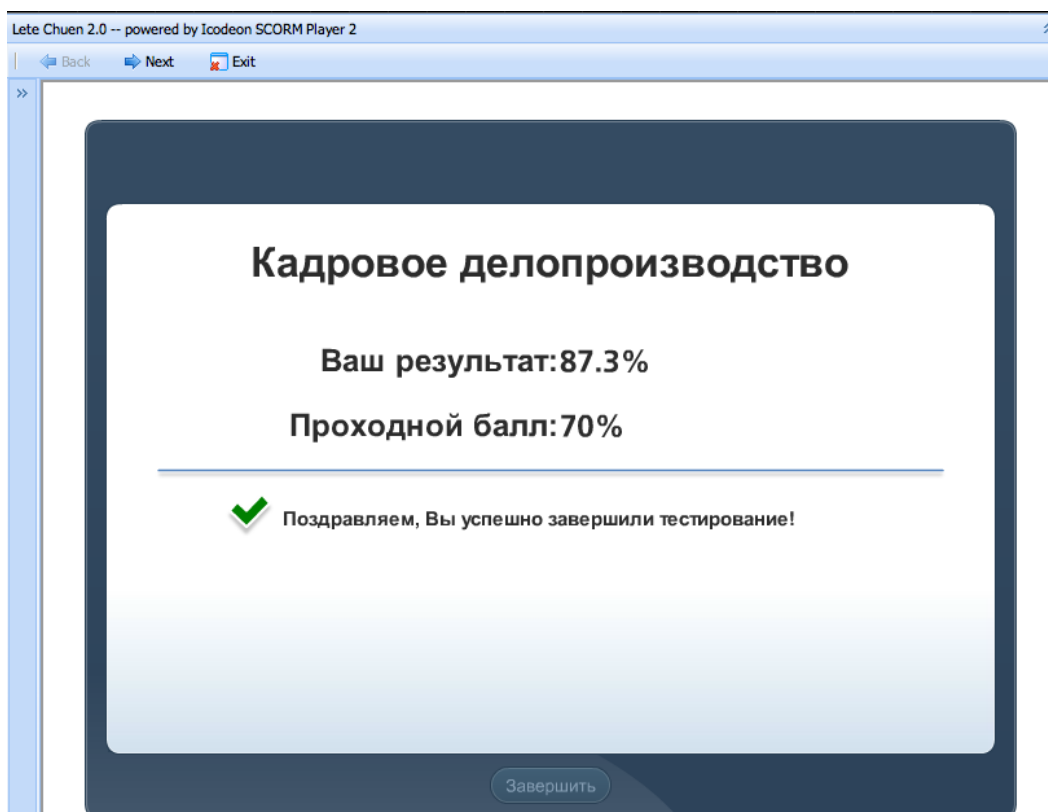 Lete Chuen 2.0 -- powered by Icodeon SCORM Player 2
Back Next Exit
Кадровое делопроизводство
Ваш результат:87.3%
Проходной балл:70%
Поздравляем, Вы успешно завершили тестирование!
Завершить